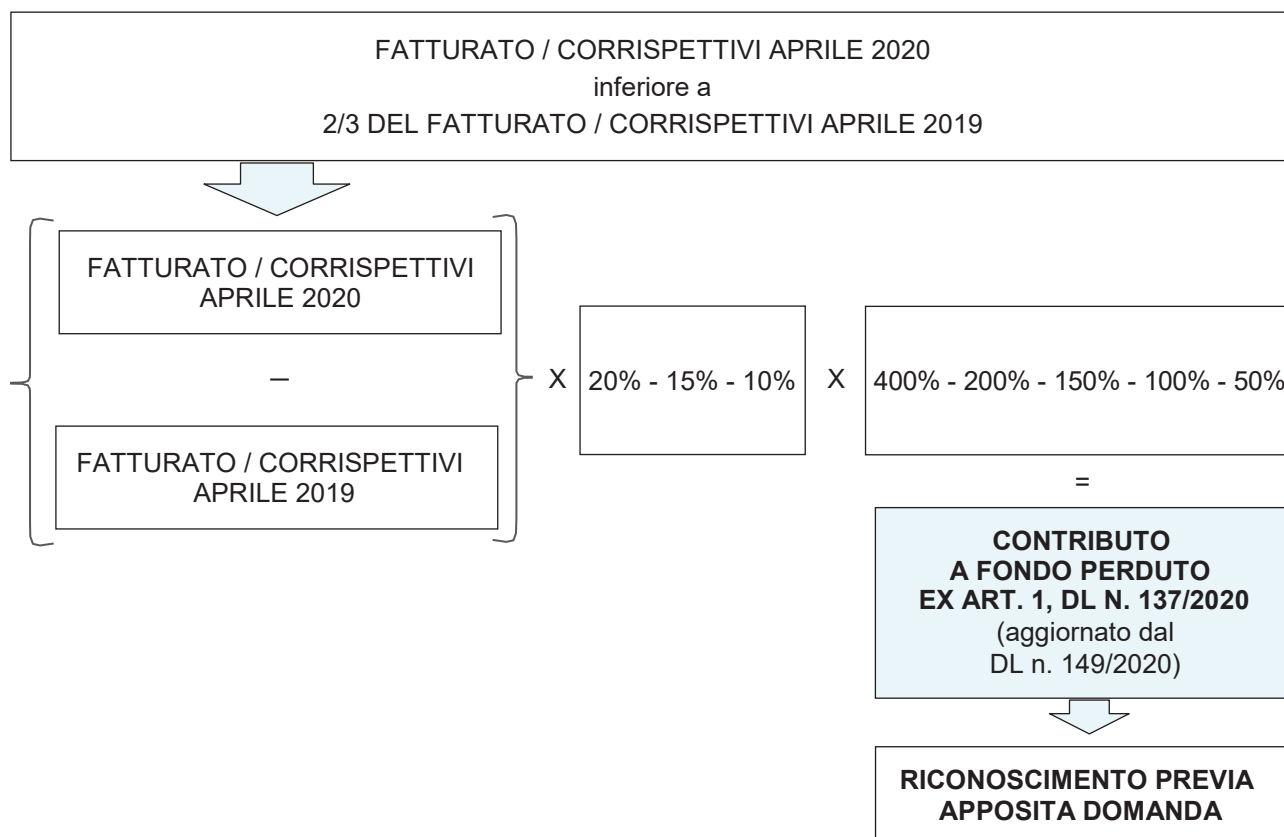 FATTURATO / CORRISPETTIVI APRILE 2020
inferiore a
2/3 DEL FATTURATO / CORRISPETTIVI APRILE 2019
FATTURATO / CORRISPETTIVI
APRILE 2020
–
FATTURATO / CORRISPETTIVI
APRILE 2019
X
20% - 15% - 10%
X
400% - 200% - 150% - 100% - 50%
=
CONTRIBUTO
A FONDO PERDUTO
EX ART. 1, DL N. 137/2020
(aggiornato dal
DL n. 149/2020)
RICONOSCIMENTO PREVIA
APPOSITA DOMANDA